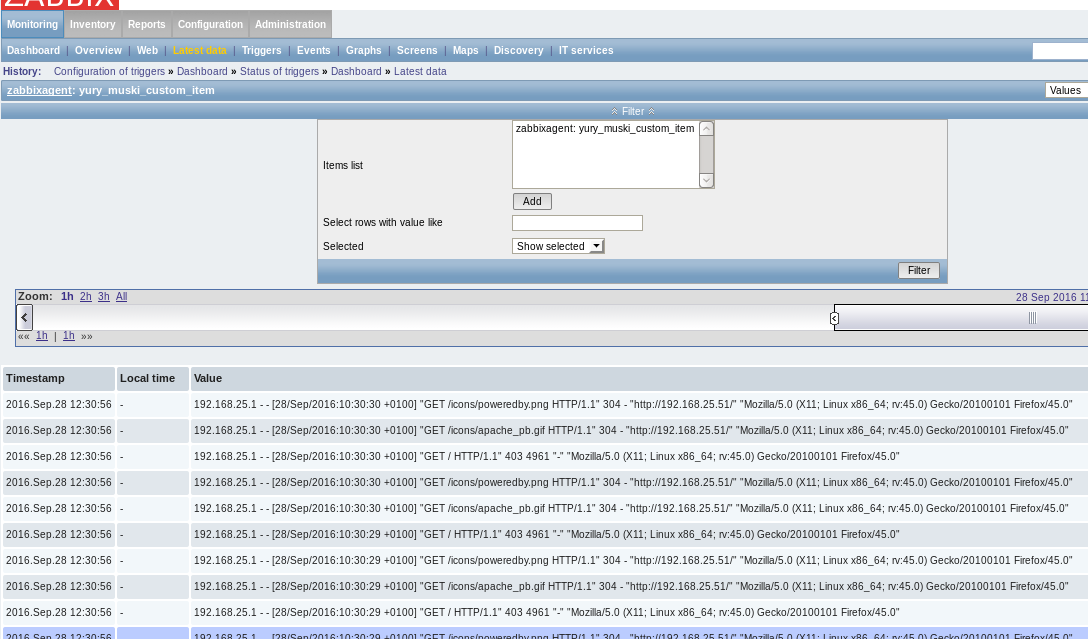 ZABBIX
Monitoring Inventory Reports Configuration Administration
Dashboard | Overview | Web | Latest data | Triggers | Events | Graphs | Screens | Maps | Discovery | IT services
History: Configuration of triggers » Dashboard » Status of triggers » Dashboard » Latest data
zabbixagent: yury_muski_custom_item Values
Filter
zabbixagent: yury_muski_custom_item
Items list
Add
Select rows with value like
Selected Show selected
Filter
Zoom: 1h 2h 3h All 28 Sep 2016 11
«« 1h | 1h »»
Timestamp Local time Value
2016.Sep.28 12:30:56 - 192.168.25.1 - - [28/Sep/2016:10:30:30 +0100] "GET /icons/poweredby.png HTTP/1.1" 304 - "http://192.168.25.51/" "Mozilla/5.0 (X11; Linux x86_64; rv:45.0) Gecko/20100101 Firefox/45.0"
2016.Sep.28 12:30:56 - 192.168.25.1 - - [28/Sep/2016:10:30:30 +0100] "GET /icons/apache_pb.gif HTTP/1.1" 304 - "http://192.168.25.51/" "Mozilla/5.0 (X11; Linux x86_64; rv:45.0) Gecko/20100101 Firefox/45.0"
2016.Sep.28 12:30:56 - 192.168.25.1 - - [28/Sep/2016:10:30:30 +0100] "GET / HTTP/1.1" 403 4961 "-" "Mozilla/5.0 (X11; Linux x86_64; rv:45.0) Gecko/20100101 Firefox/45.0"
2016.Sep.28 12:30:56 - 192.168.25.1 - - [28/Sep/2016:10:30:30 +0100] "GET /icons/poweredby.png HTTP/1.1" 304 - "http://192.168.25.51/" "Mozilla/5.0 (X11; Linux x86_64; rv:45.0) Gecko/20100101 Firefox/45.0"
2016.Sep.28 12:30:56 - 192.168.25.1 - - [28/Sep/2016:10:30:30 +0100] "GET /icons/apache_pb.gif HTTP/1.1" 304 - "http://192.168.25.51/" "Mozilla/5.0 (X11; Linux x86_64; rv:45.0) Gecko/20100101 Firefox/45.0"
2016.Sep.28 12:30:56 - 192.168.25.1 - - [28/Sep/2016:10:30:29 +0100] "GET / HTTP/1.1" 403 4961 "-" "Mozilla/5.0 (X11; Linux x86_64; rv:45.0) Gecko/20100101 Firefox/45.0"
2016.Sep.28 12:30:56 - 192.168.25.1 - - [28/Sep/2016:10:30:29 +0100] "GET /icons/poweredby.png HTTP/1.1" 304 - "http://192.168.25.51/" "Mozilla/5.0 (X11; Linux x86_64; rv:45.0) Gecko/20100101 Firefox/45.0"
2016.Sep.28 12:30:56 - 192.168.25.1 - - [28/Sep/2016:10:30:29 +0100] "GET /icons/apache_pb.gif HTTP/1.1" 304 - "http://192.168.25.51/" "Mozilla/5.0 (X11; Linux x86_64; rv:45.0) Gecko/20100101 Firefox/45.0"
2016.Sep.28 12:30:56 - 192.168.25.1 - - [28/Sep/2016:10:30:29 +0100] "GET / HTTP/1.1" 403 4961 "-" "Mozilla/5.0 (X11; Linux x86_64; rv:45.0) Gecko/20100101 Firefox/45.0"
2016.Sep.28 12:30:56 - 192.168.25.1 - - [28/Sep/2016:10:30:29 +0100] "GET /icons/poweredby.png HTTP/1.1" 304 - "http://192.168.25.51/" "Mozilla/5.0 (X11; Linux x86_64; rv:45.0) Gecko/20100101 Firefox/45.0"